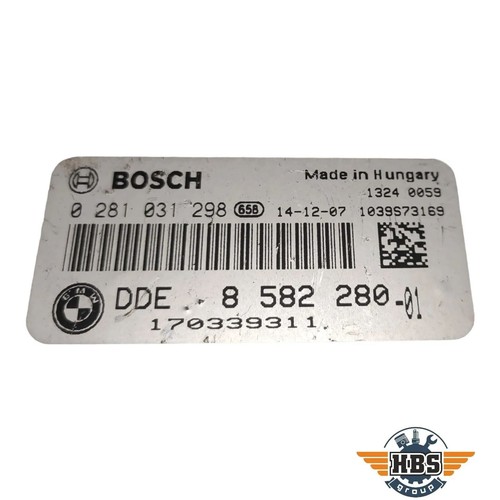 BOSCH Made in Hungary
1324 0059
0 281 031 298 658 14-12-07 1039S73169
BMW DDE 8 582 280-01
170339311
HBS
group